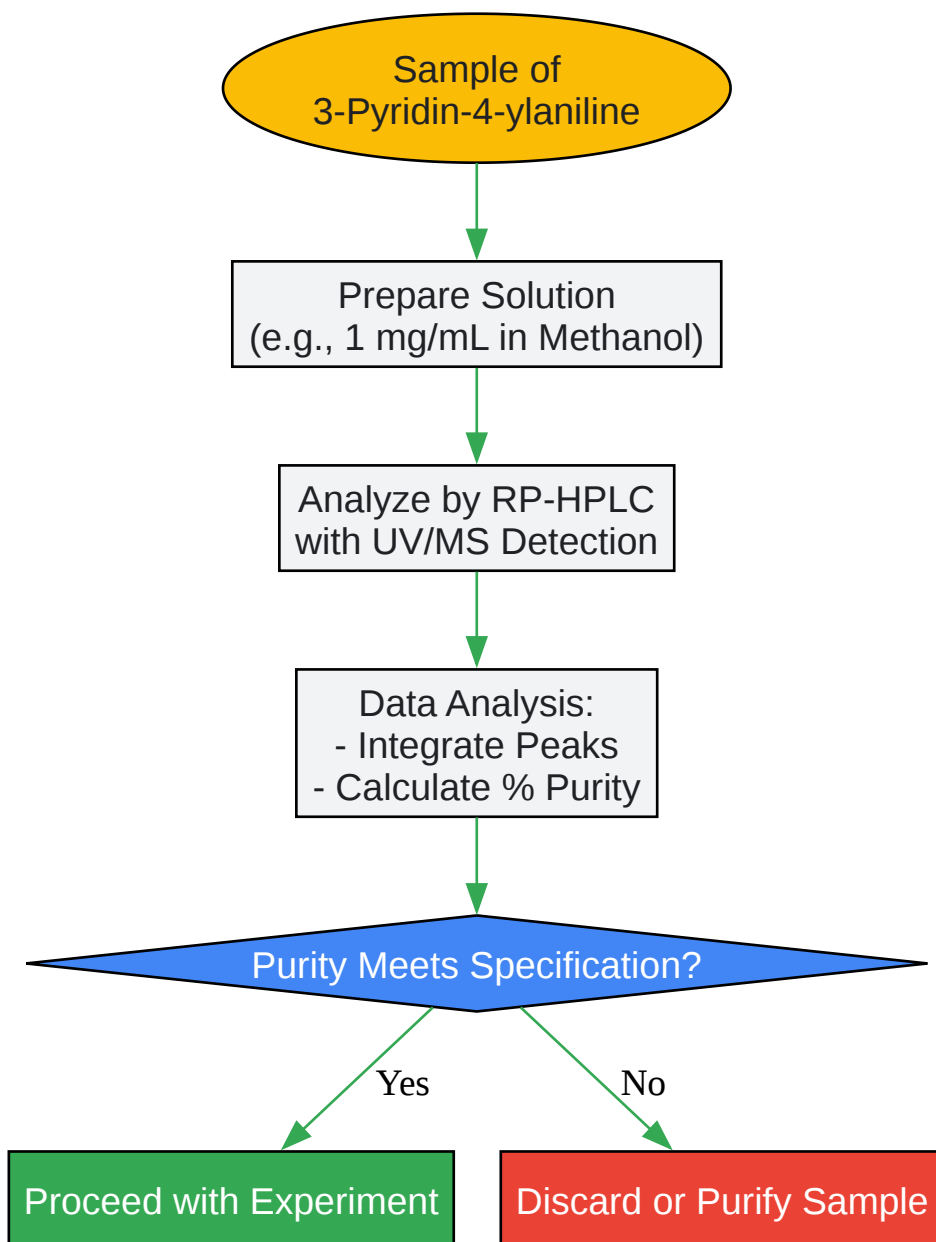 Sample of
3-Pyridin-4-ylaniline
Prepare Solution
(e.g., 1 mg/mL in Methanol)
Analyze by RP-HPLC
with UV/MS Detection
Data Analysis:
- Integrate Peaks
- Calculate % Purity
Purity Meets Specification?
Yes
No
Proceed with Experiment
Discard or Purify Sample